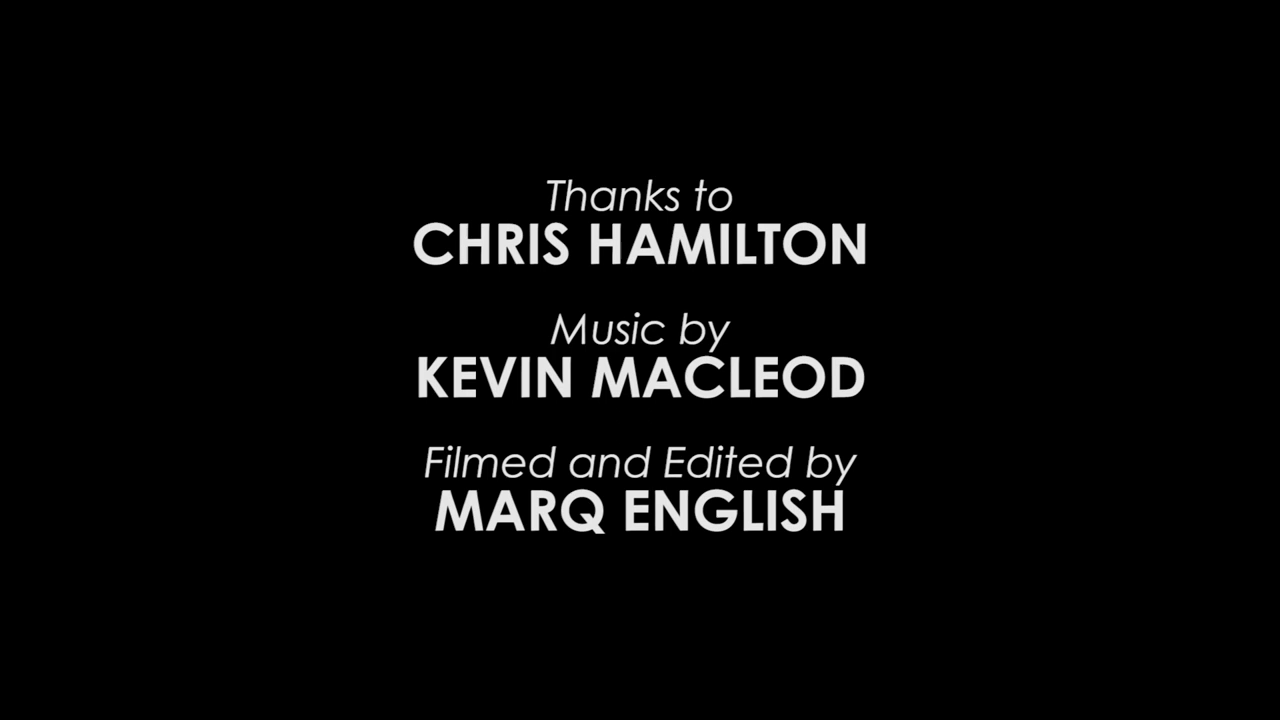 Thanks to
CHRIS HAMILTON
Music by
KEVIN MACLEOD
Filmed and Edited by
MARQ ENGLISH